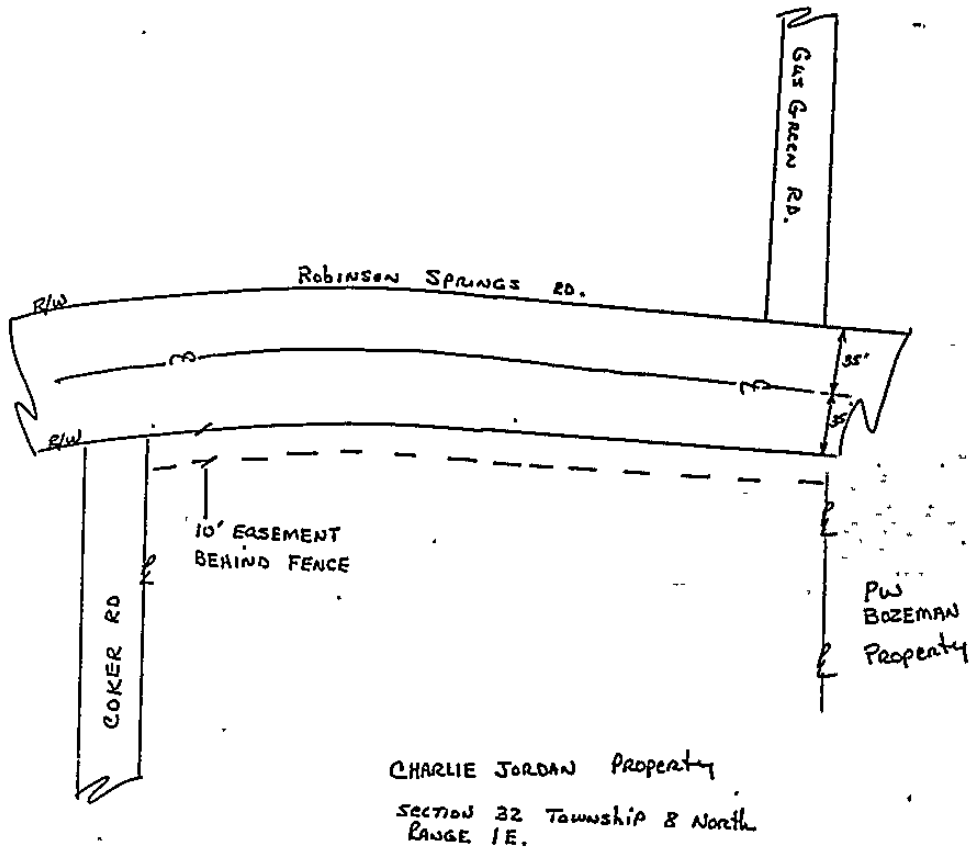 GUS GREEN RD.
ROBINSON SPRINGS RD.
R/W
35'
R/W
35'
10' EASEMENT
BEHIND FENCE
COKER RD
PW
BOZEMAN
Property
CHARLIE JORDAN Property
SECTION 32 Township 8 North
RANGE 1E.